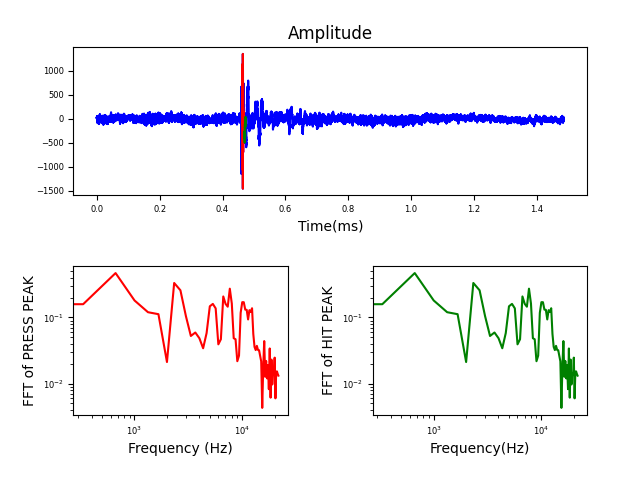 Amplitude
1000
500
0
−500
−1000
−1500
0.0 0.2 0.4 0.6 0.8 1.0 1.2 1.4
Time(ms)
FFT of PRESS PEAK
10⁻¹
10⁻²
10³ 10⁴
Frequency (Hz)
FFT of HIT PEAK
10⁻¹
10⁻²
10³ 10⁴
Frequency(Hz)